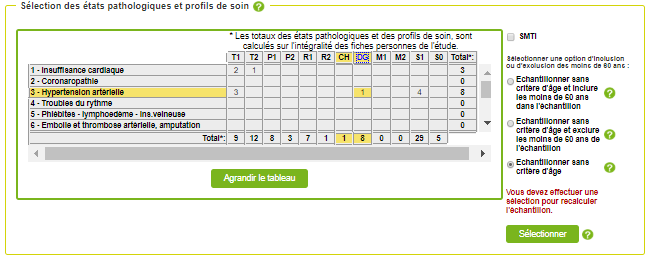 Sélection des états pathologiques et profils de soin ?
* Les totaux des états pathologiques et des profils de soin, sont
calculés sur l'intégralité des fiches personnes de l'étude.
T1 T2 P1 P2 R1 R2 CH DG M1 M2 S1 S0 Total*:
1 - Insuffisance cardiaque 2 1 3
2 - Coronaropathie 0
3 - Hypertension artérielle 3 1 4 8
4 - Troubles du rythme 0
5 - Phlébites - lymphoedème - ins.veineuse 0
6 - Embolie et thrombose artérielle, amputation 0
Total*: 9 12 8 3 7 1 1 8 0 0 29 5
Agrandir le tableau
SMTI
Sélectionner une option d'inclusion
ou d'exclusion des moins de 60 ans :
Echantillonner sans
critère d'âge et inclure
les moins de 60 ans ?
dans l'échantillon
Echantillonner sans
critère d'âge et exclure
les moins de 60 ans de ?
l'échantillon
Echantillonner sans
critère d'âge ?
Vous devez effectuer une
sélection pour recalculer
l'échantillon.
Sélectionner ?